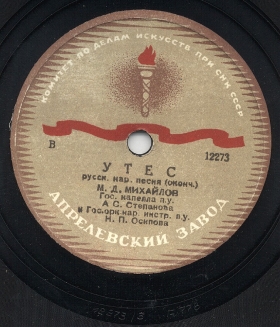 КОМИТЕТ ПО ДЕЛАМ ИСКУССТВ ПРИ СНК СССР
В 12273
УТЕС
русск. нар. песня (оконч.)
М. Д. МИХАЙЛОВ
Гос. капелла п.у.
А. С. Степанова
и Гос.орк.нар. инстр. п.у.
Н. П. Осипова
АПРЕЛЕВСКИЙ ЗАВОД